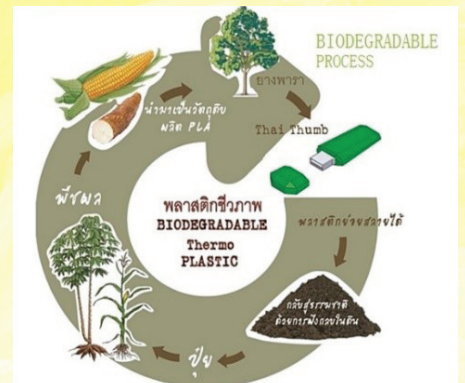 BIODEGRADABLE
PROCESS
ยางพารา
Thai Thumb
นำมาเป็นวัตถุดิบ
ผลิต PLA
พืชผล
พลาสติกชีวภาพ
BIODEGRADABLE
Thermo
PLASTIC
พลาสติกย่อยสลายได้
กลับสู่ธรรมชาติ
ด้วยการฝังกลบในดิน
ปุ๋ย